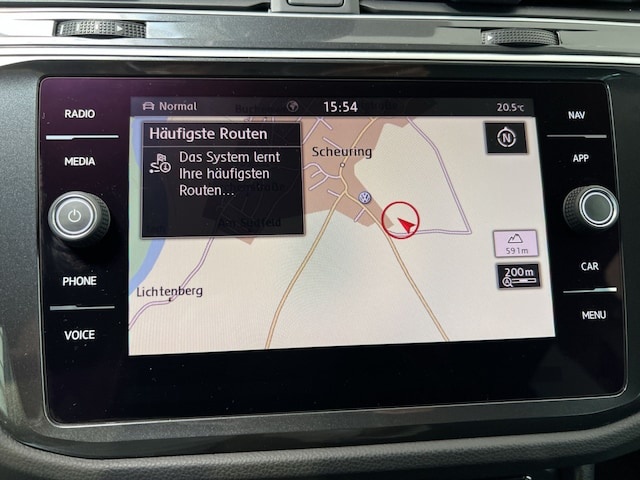 RADIO
MEDIA
PHONE
VOICE
Normal
15:54
20.5°C
Häufigste Routen
Das System lernt
Ihre häufigsten
Routen...
Scheuring
Lichtenberg
N
591m
200 m
NAV
APP
CAR
MENU